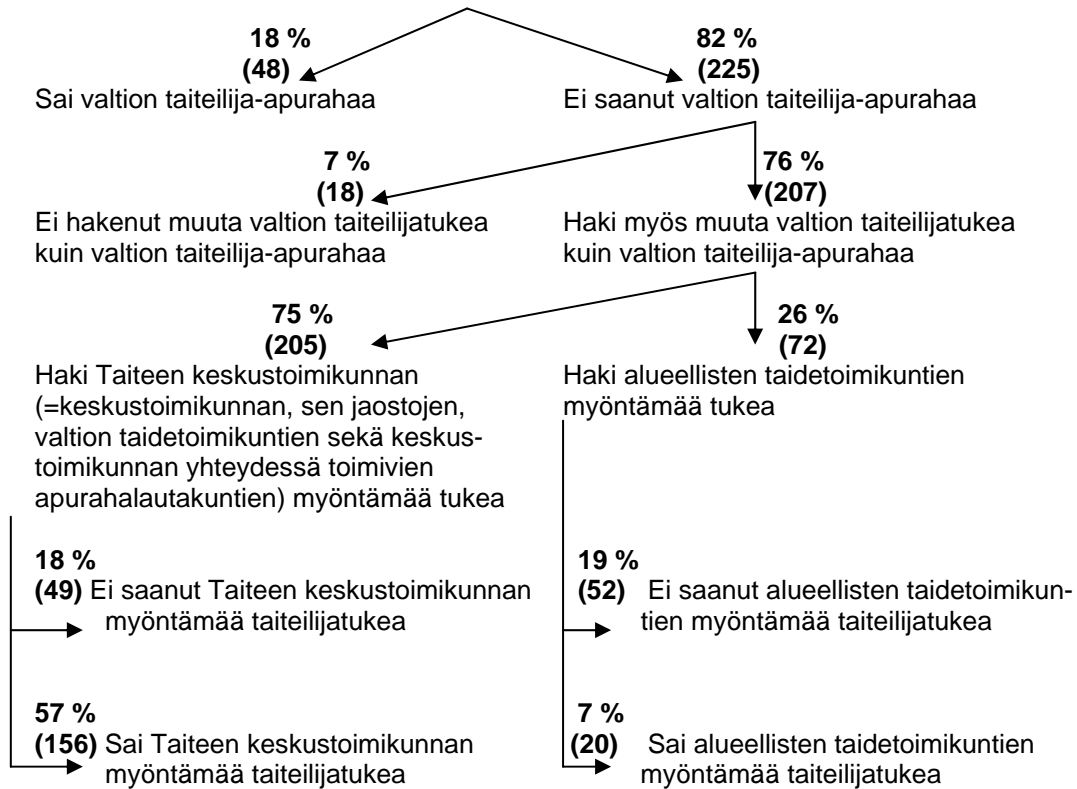 18 %
(48)
Sai valtion taiteilija-apurahaa
82 %
(225)
Ei saanut valtion taiteilija-apurahaa
7 %
(18)
Ei hakenut muuta valtion taiteilijatukea
kuin valtion taiteilija-apurahaa
76 %
(207)
Haki myös muuta valtion taiteilijatukea
kuin valtion taiteilija-apurahaa
75 %
(205)
Haki Taiteen keskustoimikunnan
(=keskustoimikunnan, sen jaostojen,
valtion taidetoimikuntien sekä keskus-
toimikunnan yhteydessä toimivien
apurahalautakuntien) myöntämää tukea
26 %
(72)
Haki alueellisten taidetoimikuntien
myöntämää tukea
18 %
(49) Ei saanut Taiteen keskustoimikunnan
myöntämää taiteilijatukea
19 %
(52) Ei saanut alueellisten taidetoimikun-
tien myöntämää taiteilijatukea
57 %
(156) Sai Taiteen keskustoimikunnan
myöntämää taiteilijatukea
7 %
(20) Sai alueellisten taidetoimikuntien
myöntämää taiteilijatukea